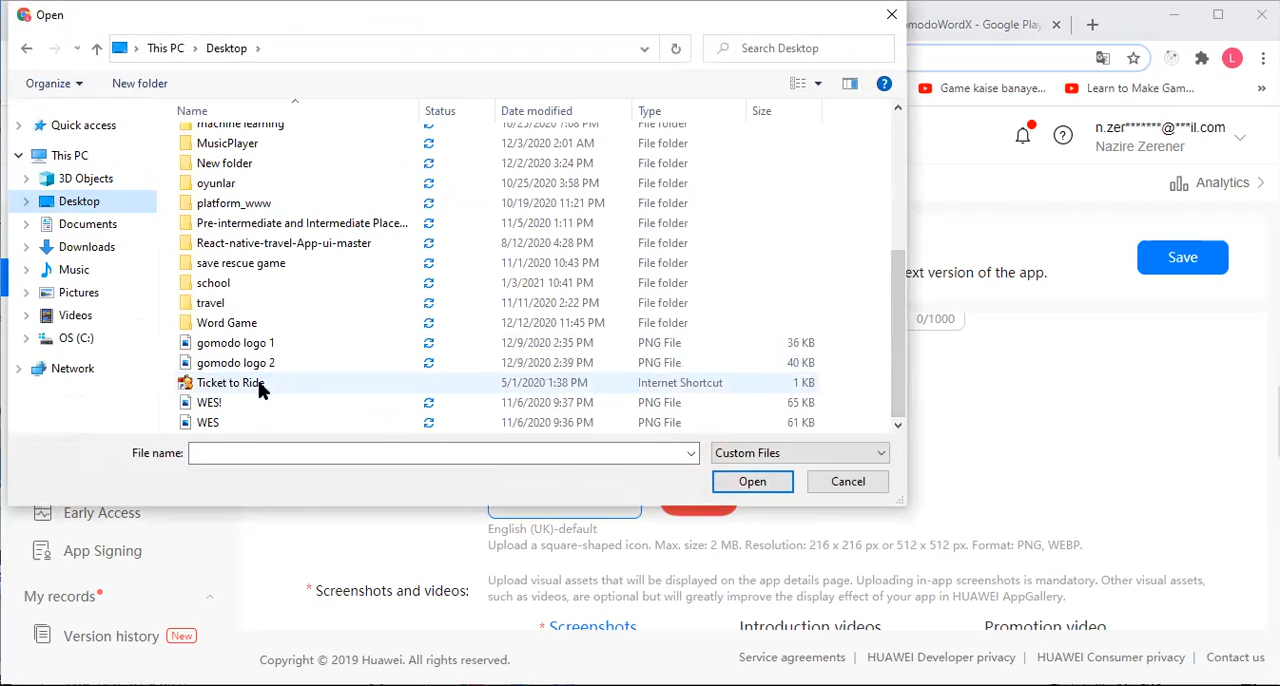 Open
omodoWordX - Google Play
This PC
Desktop
Search Desktop
Game kaise banaye...
Learn to Make Gam...
L
Organize
New folder
Name
Status
Date modified
Type
Size
machine learning 10/25/2020 7:08 PM File folder
MusicPlayer 12/3/2020 2:01 AM File folder
New folder 12/2/2020 3:24 PM File folder
oyunlar 10/25/2020 3:58 PM File folder
platform_www 10/19/2020 11:21 PM File folder
Pre-intermediate and Intermediate Place... 11/5/2020 1:11 PM File folder
React-native-travel-App-ui-master 8/12/2020 4:28 PM File folder
save rescue game 11/1/2020 10:43 PM File folder
school 1/3/2021 10:41 PM File folder
travel 11/11/2020 2:22 PM File folder
Word Game 12/12/2020 11:45 PM File folder
gomodo logo 1 12/9/2020 2:35 PM PNG File 36 KB
gomodo logo 2 12/9/2020 2:39 PM PNG File 40 KB
Ticket to Ride 5/1/2020 1:38 PM Internet Shortcut 1 KB
WES! 11/6/2020 9:37 PM PNG File 65 KB
WES 11/6/2020 9:36 PM PNG File 61 KB
Quick access
This PC
3D Objects
Desktop
Documents
Downloads
Music
Pictures
Videos
OS (C:)
Network
File name:
Custom Files
Open
Cancel
n.zer*******@***il.com
Nazire Zerener
Analytics
ext version of the app.
Save
0/1000
Early Access
App Signing
My records
Version history New
English (UK)-default
Upload a square-shaped icon. Max. size: 2 MB. Resolution: 216 x 216 px or 512 x 512 px. Format: PNG, WEBP.
* Screenshots and videos:
Upload visual assets that will be displayed on the app details page. Uploading in-app screenshots is mandatory. Other visual assets,
such as videos, are optional but will greatly improve the display effect of your app in HUAWEI AppGallery.
* Screenshots
Introduction videos
Promotion video
Copyright © 2019 Huawei. All rights reserved.
Service agreements | HUAWEI Developer privacy | HUAWEI Consumer privacy | Contact us